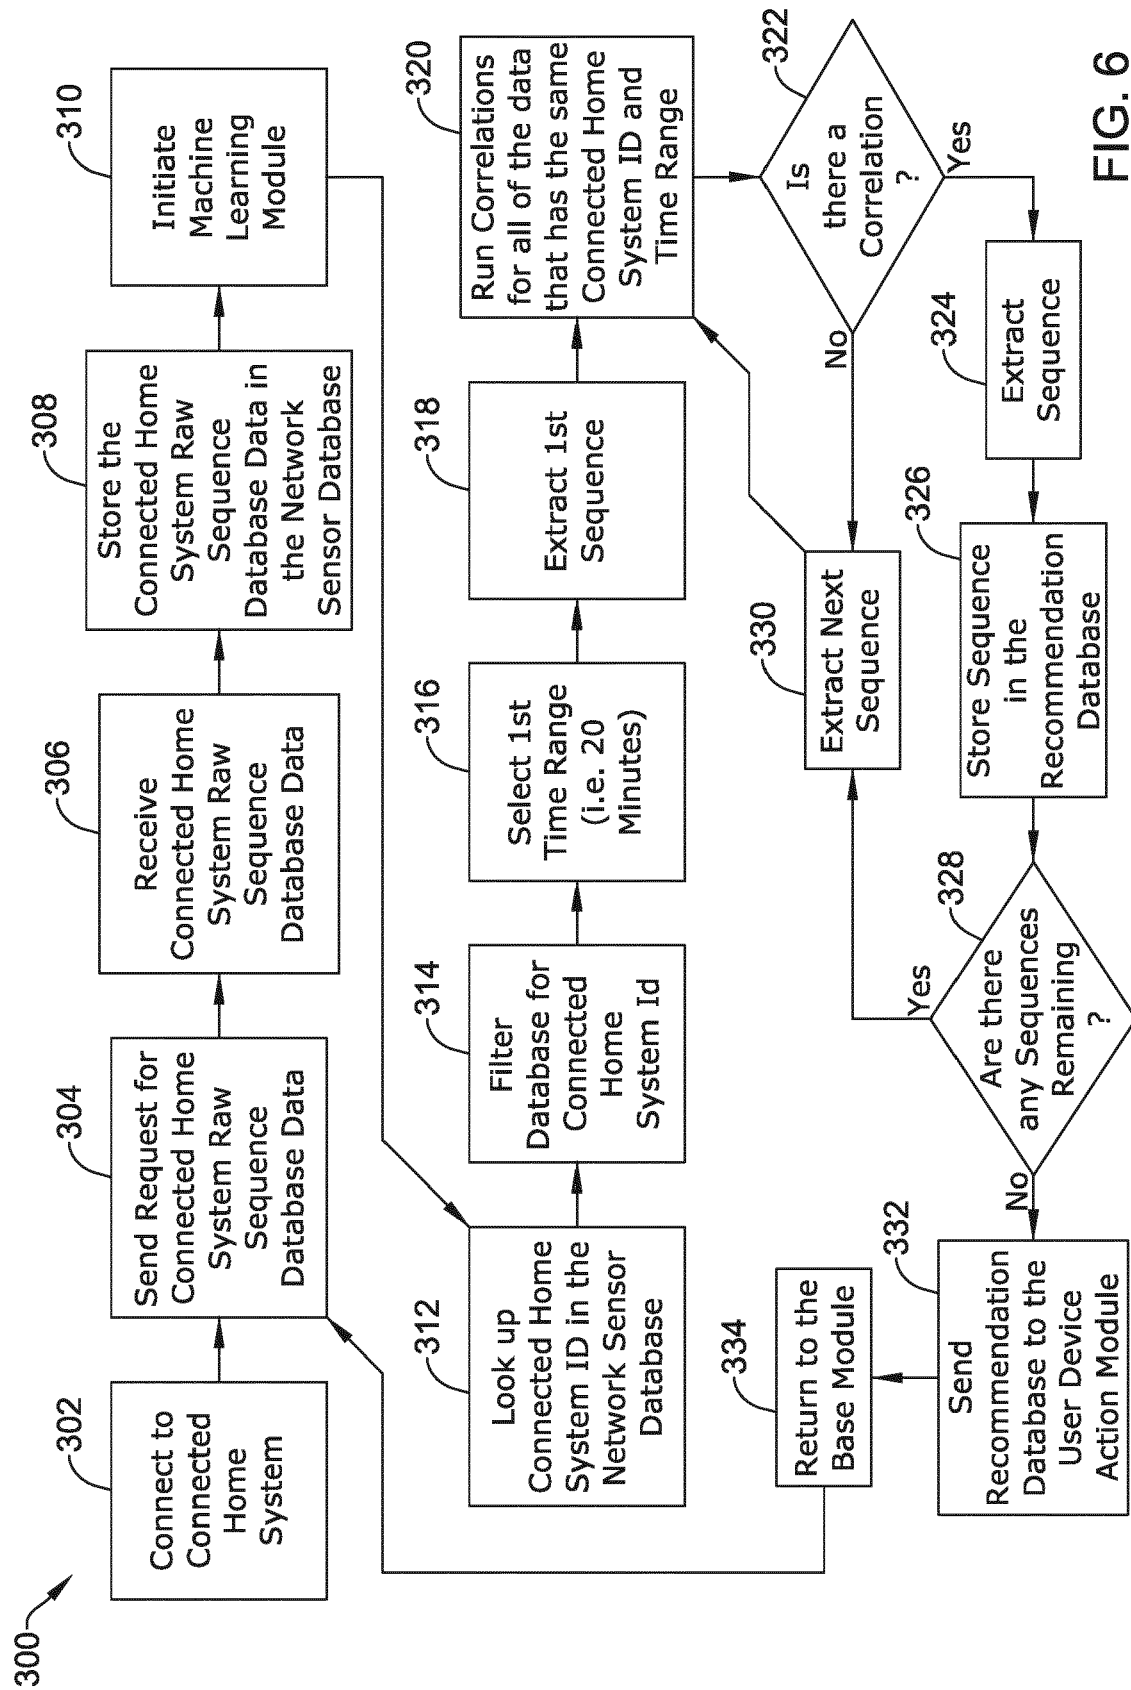 300
302
Connect to
Connected
Home
System
304
Send Request for
Connected Home
System Raw
Sequence
Database Data
306
Receive
Connected Home
System Raw
Sequence
Database Data
308
Store the
Connected Home
System Raw
Sequence
Database Data in
the Network
Sensor Database
310
Initiate
Machine
Learning
Module
312
Look up
Connected Home
System ID in the
Network Sensor
Database
314
Filter
Database for
Connected
Home
System Id
316
Select 1st
Time Range
(i.e. 20
Minutes)
318
Extract 1st
Sequence
320
Run Correlations
for all of the data
that has the same
Connected Home
System ID and
Time Range
322
Is
there a
Correlation
?
No
Yes
324
Extract
Sequence
326
Store Sequence
in the
Recommendation
Database
328
Are there
any Sequences
Remaining
?
Yes
No
330
Extract Next
Sequence
332
Send
Recommendation
Database to the
User Device
Action Module
334
Return to the
Base Module
FIG. 6